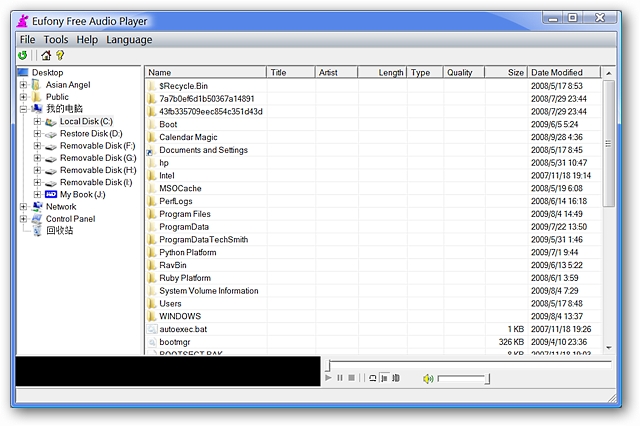 Eufony Free Audio Player
File Tools Help Language
Desktop
Asian Angel
Public
我的电脑
Local Disk (C:)
Restore Disk (D:)
Removable Disk (F:)
Removable Disk (G:)
Removable Disk (H:)
Removable Disk (I:)
My Book (J:)
Network
Control Panel
回收站
Name Title Artist Length Type Quality Size Date Modified
$Recycle.Bin 2008/5/17 8:53
7a7b0ef6d1b50367a14891 2008/7/29 23:44
43fb335709eec854c351d43d 2008/7/29 23:44
Boot 2009/6/5 5:24
Calendar Magic 2008/9/28 4:36
Documents and Settings 2008/5/17 8:45
hp 2008/5/31 10:47
Intel 2007/11/18 19:14
MSOCache 2008/5/19 6:08
PerfLogs 2008/6/14 16:18
Program Files 2009/8/4 14:49
ProgramData 2009/7/22 13:50
ProgramDataTechSmith 2009/5/31 1:46
Python Platform 2009/7/1 9:44
RavBin 2009/6/13 5:22
Ruby Platform 2008/6/1 3:59
System Volume Information 2009/8/4 7:29
Users 2008/5/17 8:48
WINDOWS 2009/8/4 13:37
autoexec.bat 1 KB 2007/11/18 19:26
bootmgr 326 KB 2009/4/10 23:36
BOOTSECT.BAK 8 KB 2007/11/18 19:03